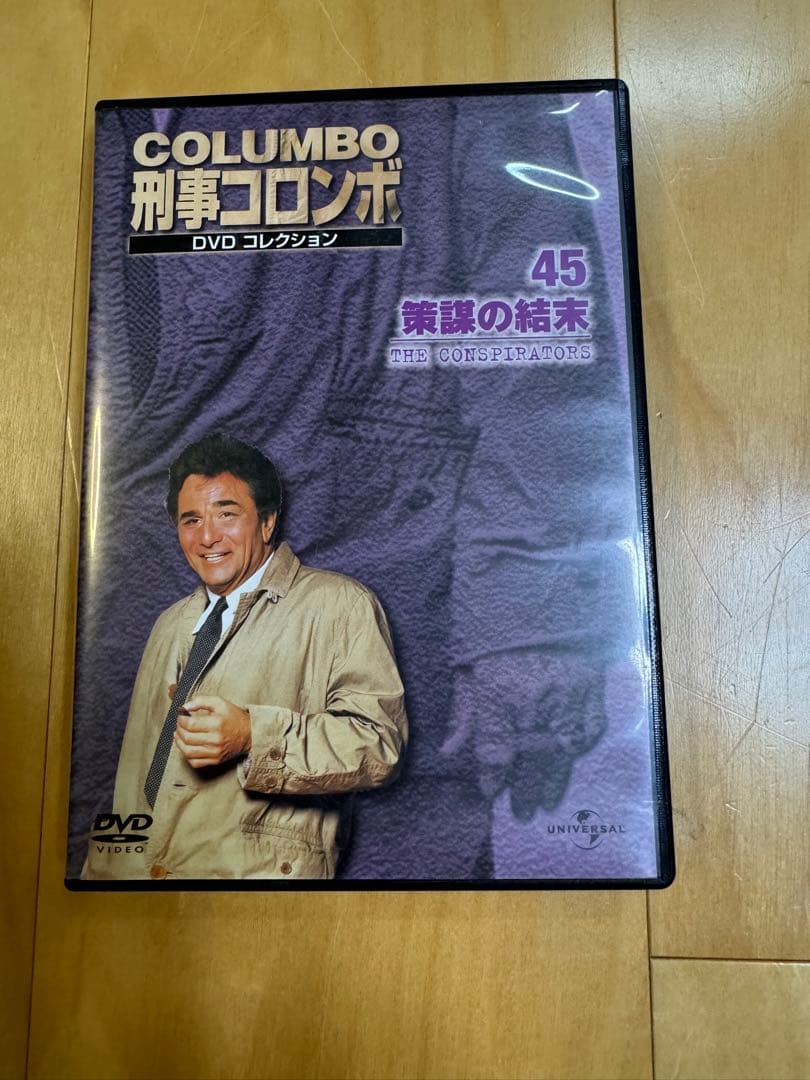 COLUMBO
刑事コロンボ
DVD コレクション
45
策謀の結末
THE CONSPIRATORS
DVD
VIDEO
UNIVERSAL